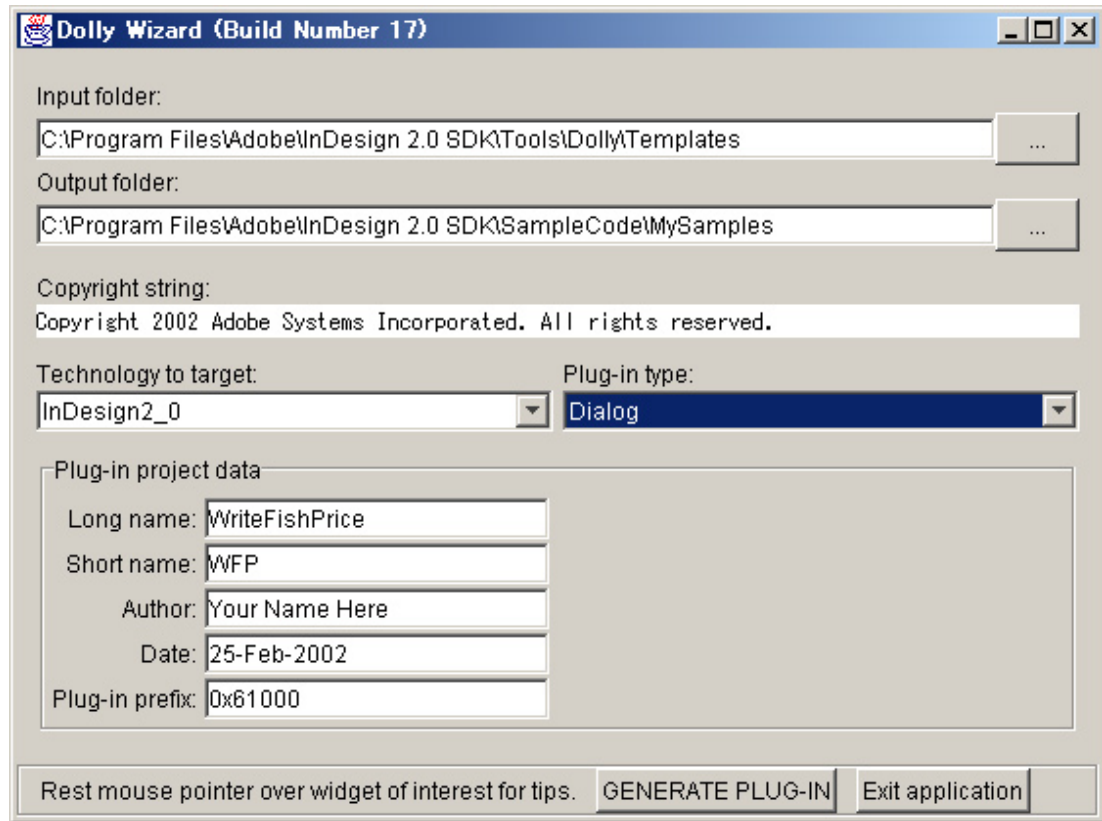 Dolly Wizard (Build Number 17)
Input folder:
C:\Program Files\Adobe\InDesign 2.0 SDK\Tools\Dolly\Templates
...
Output folder:
C:\Program Files\Adobe\InDesign 2.0 SDK\SampleCode\MySamples
...
Copyright string:
Copyright 2002 Adobe Systems Incorporated. All rights reserved.
Technology to target: Plug-in type:
InDesign2_0 Dialog
Plug-in project data
Long name: WriteFishPrice
Short name: WFP
Author: Your Name Here
Date: 25-Feb-2002
Plug-in prefix: 0x61000
Rest mouse pointer over widget of interest for tips. GENERATE PLUG-IN Exit application